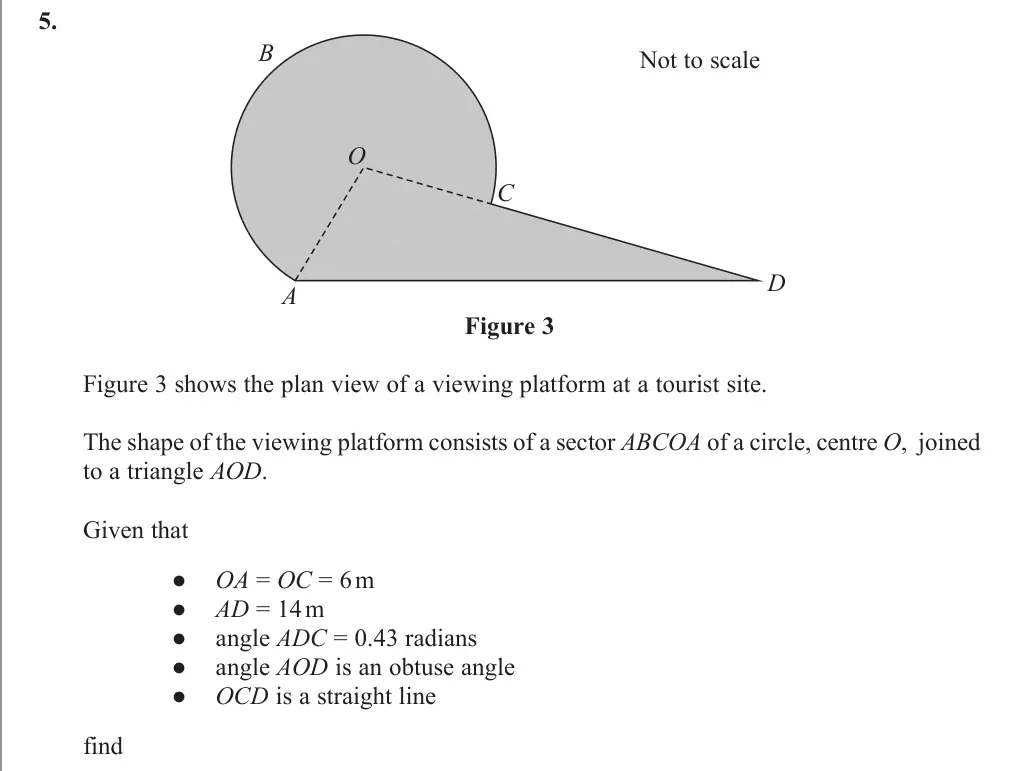 5.
B
Not to scale
O
C
A
D
Figure 3
Figure 3 shows the plan view of a viewing platform at a tourist site.
The shape of the viewing platform consists of a sector ABCOA of a circle, centre O, joined
to a triangle AOD.
Given that
● OA = OC = 6 m
● AD = 14 m
● angle ADC = 0.43 radians
● angle AOD is an obtuse angle
● OCD is a straight line
find